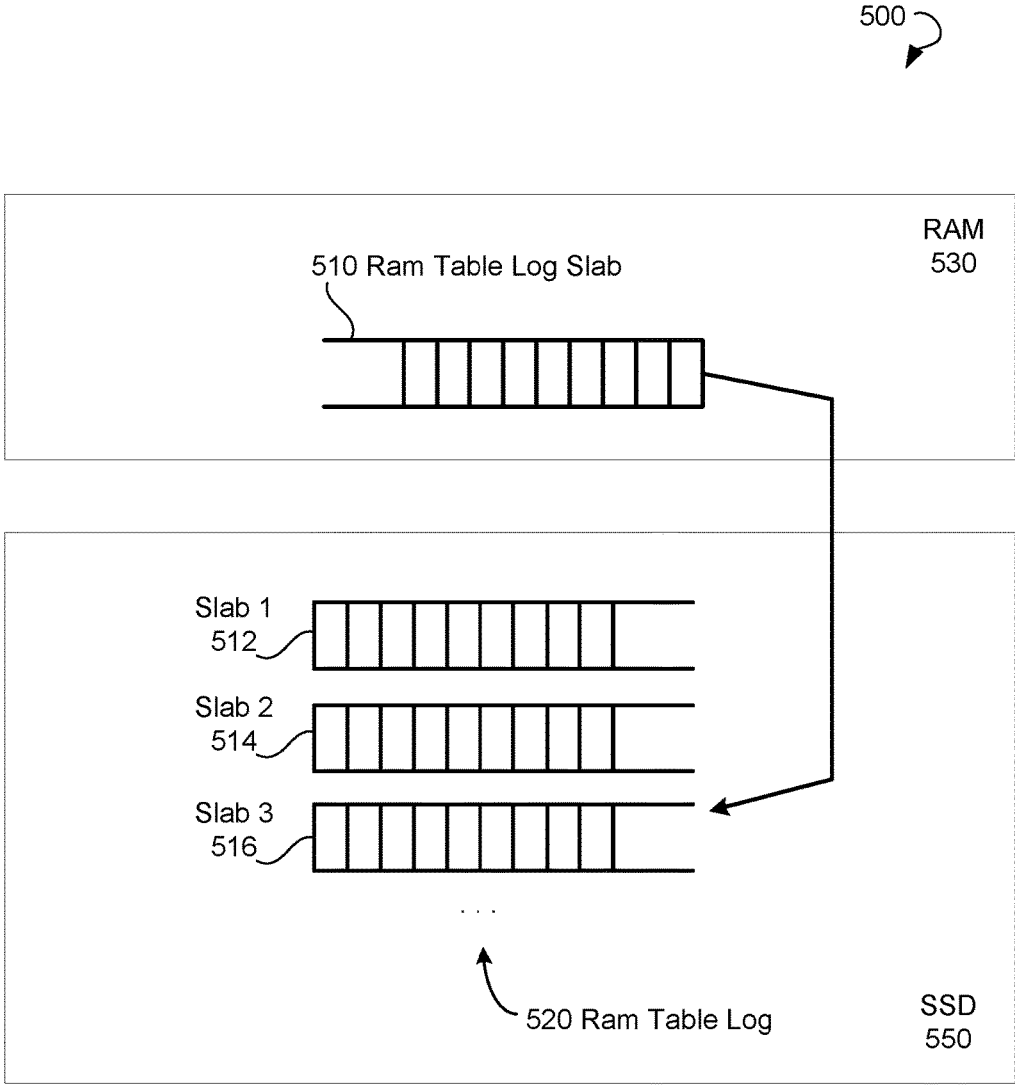 500
RAM
530
510 Ram Table Log Slab
Slab 1
512
Slab 2
514
Slab 3
516
. . .
520 Ram Table Log
SSD
550